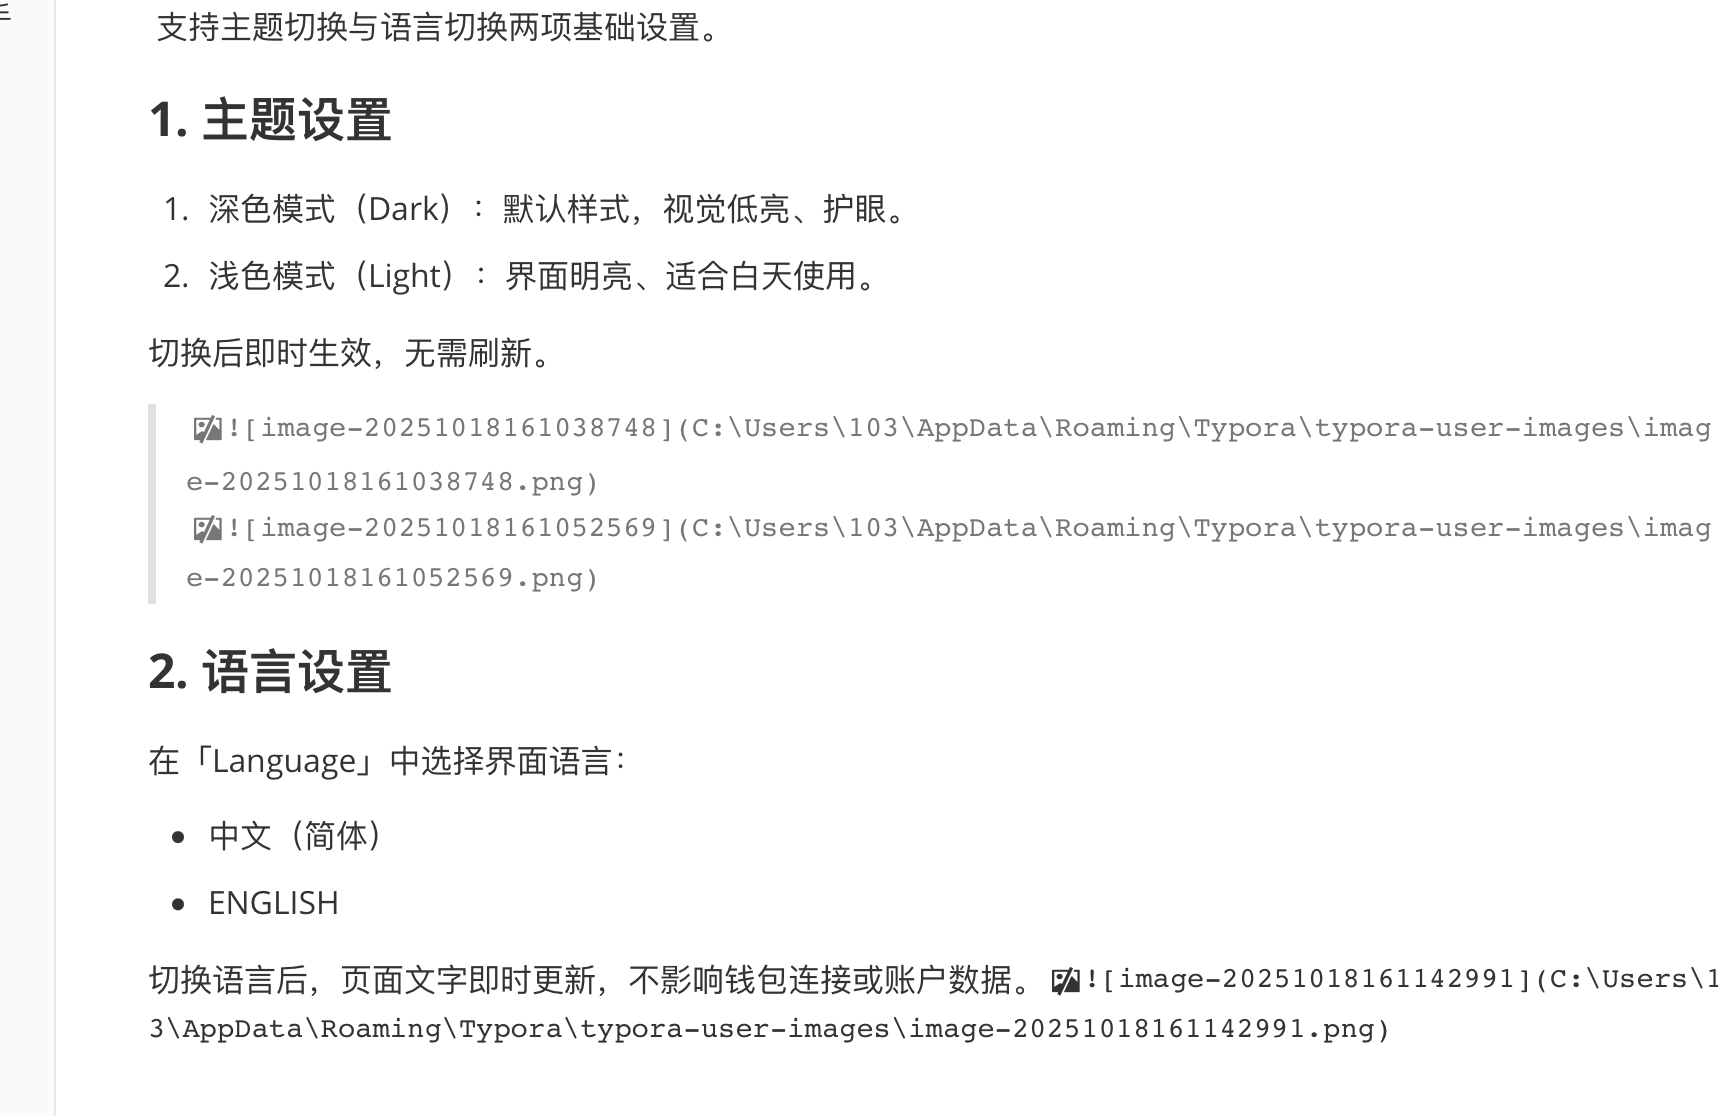 支持主题切换与语言切换两项基础设置。
1. 主题设置
1. 深色模式（Dark）：默认样式，视觉低亮、护眼。
2. 浅色模式（Light）：界面明亮、适合白天使用。
切换后即时生效，无需刷新。
![image-20251018161038748](C:\Users\103\AppData\Roaming\Typora\typora-user-images\imag
e-20251018161038748.png)
![image-20251018161052569](C:\Users\103\AppData\Roaming\Typora\typora-user-images\imag
e-20251018161052569.png)
2. 语言设置
在「Language」中选择界面语言：
• 中文（简体）
• ENGLISH
切换语言后，页面文字即时更新，不影响钱包连接或账户数据。![image-20251018161142991](C:\Users\1
3\AppData\Roaming\Typora\typora-user-images\image-20251018161142991.png)